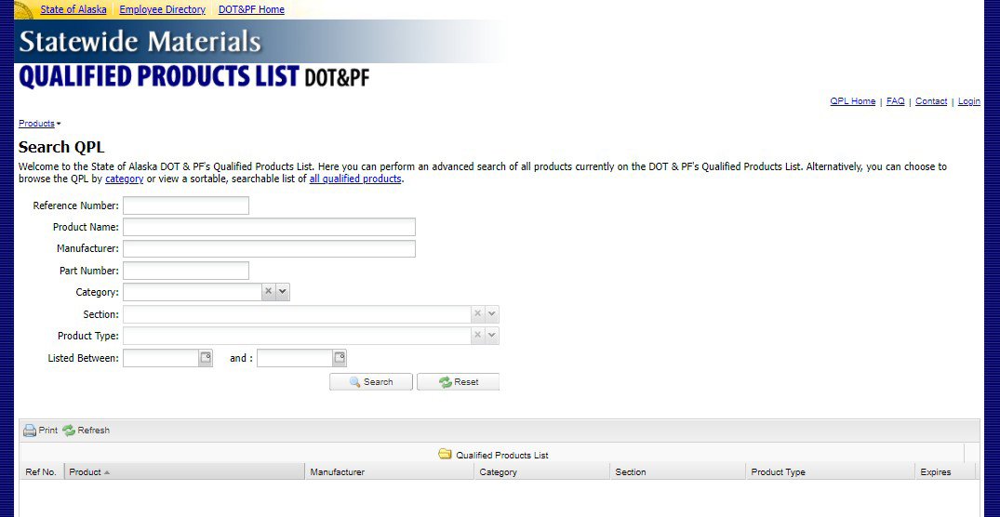 State of Alaska Employee Directory DOT&PF Home
Statewide Materials
QUALIFIED PRODUCTS LIST DOT&PF
QPL Home | FAQ | Contact | Login
Products
Search QPL
Welcome to the State of Alaska DOT & PF's Qualified Products List. Here you can perform an advanced search of all products currently on the DOT & PF's Qualified Products List. Alternatively, you can choose to
browse the QPL by category or view a sortable, searchable list of all qualified products.
Reference Number:
Product Name:
Manufacturer:
Part Number:
Category:
Section:
Product Type:
Listed Between: and :
Search Reset
Print Refresh
Qualified Products List
Ref No. Product Manufacturer Category Section Product Type Expires